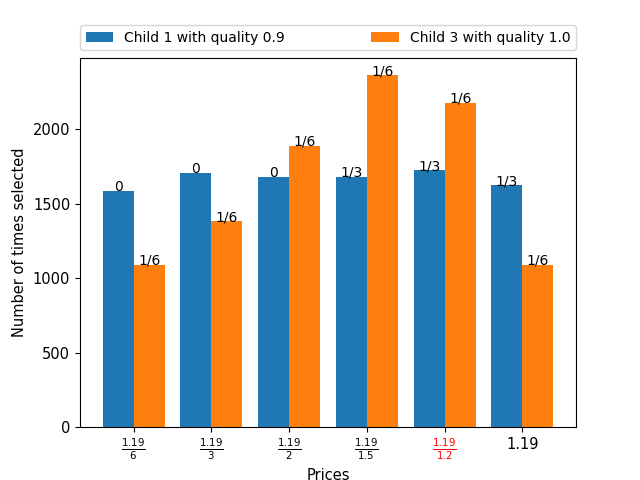 Child 1 with quality 0.9 Child 3 with quality 1.0
Number of times selected
2000
1500
1000
500
0
0 1/6
0 1/6
0 1/6
1/3 1/6
1/3 1/6
1/3 1/6
1.19/6 1.19/3 1.19/2 1.19/1.5 1.19/1.2 1.19
Prices